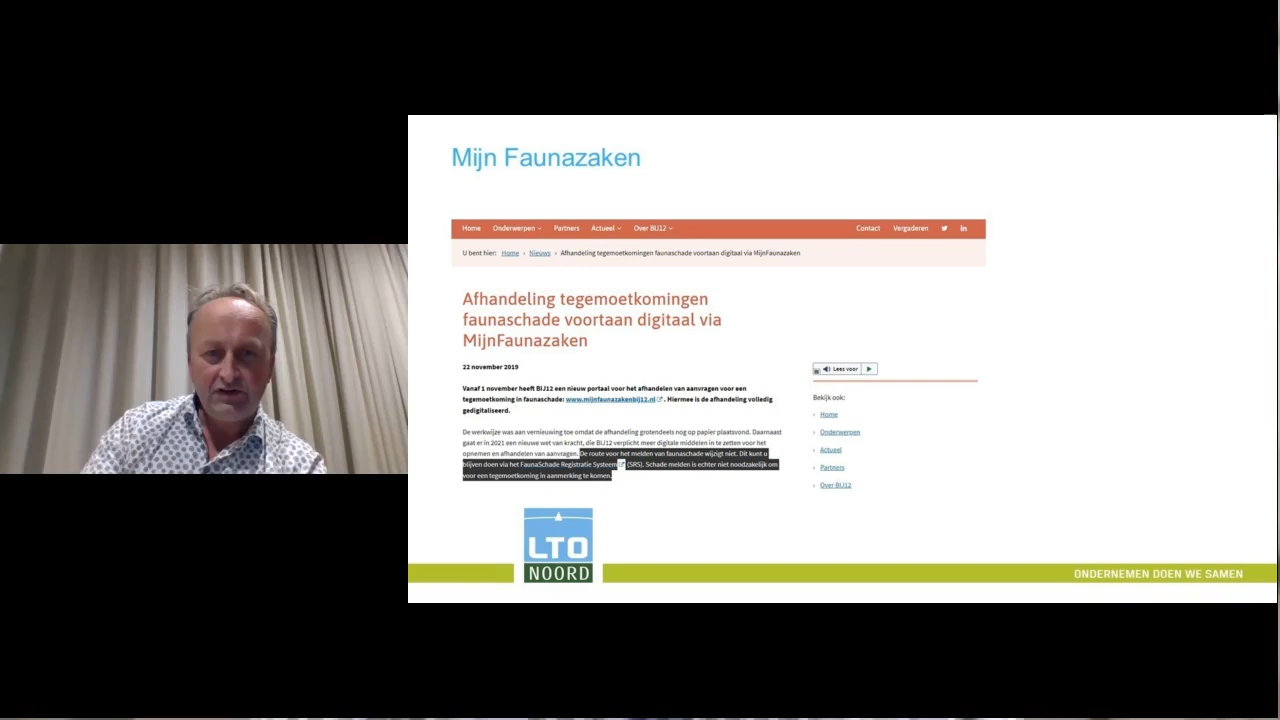 Mijn Faunazaken
Home Onderwerpen Partners Actueel Over BIJ12 Contact Vergaderen
U bent hier: Home › Nieuws › Afhandeling tegemoetkomingen faunaschade voortaan digitaal via MijnFaunazaken
Afhandeling tegemoetkomingen
faunaschade voortaan digitaal via
MijnFaunazaken
22 november 2019
Vanaf 1 november heeft BIJ12 een nieuw portaal voor het afhandelen van aanvragen voor een
tegemoetkoming in faunaschade: www.mijnfaunazakenbij12.nl . Hiermee is de afhandeling volledig
gedigitaliseerd.
De werkwijze was aan vernieuwing toe omdat de afhandeling grotendeels nog op papier plaatsvond. Daarnaast
gaat er in 2021 een nieuwe wet van kracht, die BIJ12 verplicht meer digitale middelen in te zetten voor het
opnemen en afhandelen van aanvragen. De route voor het melden van faunaschade wijzigt niet. Dit kunt u
blijven doen via het FaunaSchade Registratie Systeem (SRS). Schade melden is echter niet noodzakelijk om
voor een tegemoetkoming in aanmerking te komen.
Lees voor
Bekijk ook:
› Home
› Onderwerpen
› Actueel
› Partners
› Over BIJ12
LTO
NOORD
ONDERNEMEN DOEN WE SAMEN